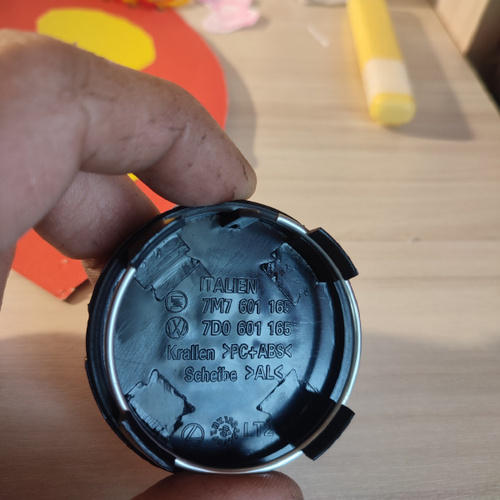 ITALIEN
7M7 601 165
7D0 601 165
Krallen >PC+ABS<
Scheibe >AL<